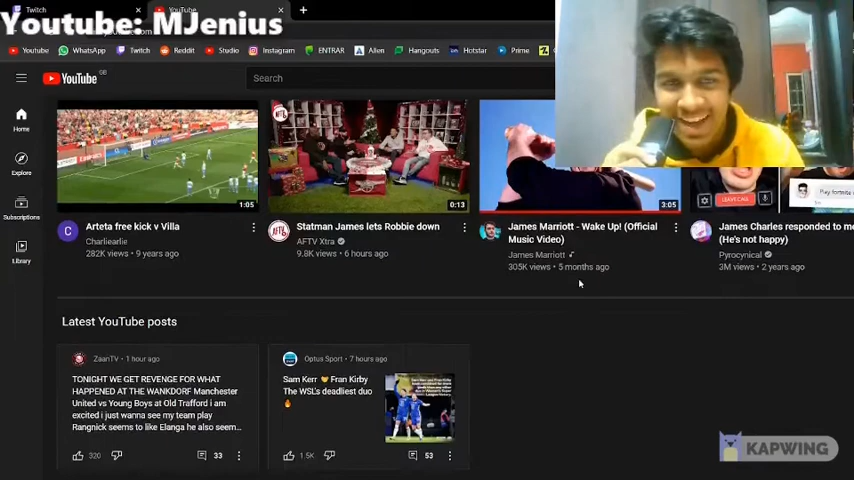 Twitch
YouTube
Youtube: MJenius
Youtube
WhatsApp
Twitch
Reddit
Studio
Instagram
ENTRAR
Alien
Hangouts
Hotstar
Prime
YouTube GB
Search
Home
Explore
Subscriptions
Library
1:05
0:13
3:05
LEAVE CALL
Play fortnite
Arteta free kick v Villa
Charliearlie
282K views • 9 years ago
Statman James lets Robbie down
AFTV Xtra
9.8K views • 6 hours ago
James Marriott - Wake Up! (Official
Music Video)
James Marriott
305K views • 5 months ago
James Charles responded to me
(He's not happy)
Pyrocynical
3M views • 2 years ago
Latest YouTube posts
ZaanTV • 1 hour ago
TONIGHT WE GET REVENGE FOR WHAT
HAPPENED AT THE WANKDORF Manchester
United vs Young Boys at Old Trafford i am
excited i just wanna see my team play
Rangnick seems to like Elanga he also seem...
320
33
Optus Sport • 7 hours ago
Sam Kerr 🤝 Fran Kirby
The WSL's deadliest duo
🔥
1.5K
53
KAPWING